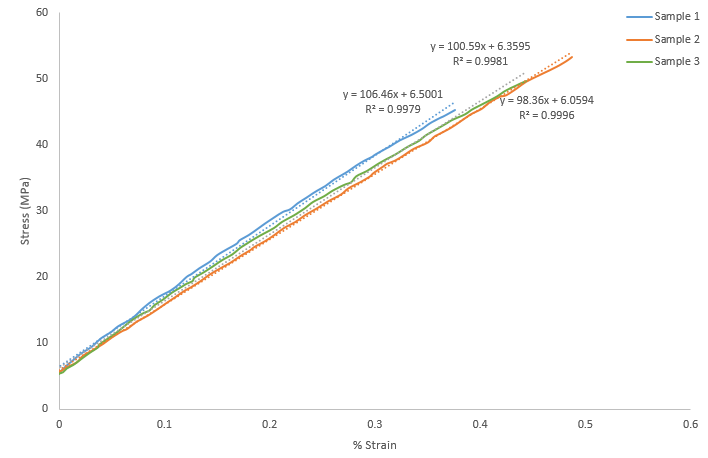 60
50
40
30
20
10
0
Stress (MPa)
0
0.1
0.2
0.3
0.4
0.5
0.6
% Strain
y = 106.46x + 6.5001
R² = 0.9979
y = 100.59x + 6.3595
R² = 0.9981
y = 98.36x + 6.0594
R² = 0.9996
Sample 1
Sample 2
Sample 3